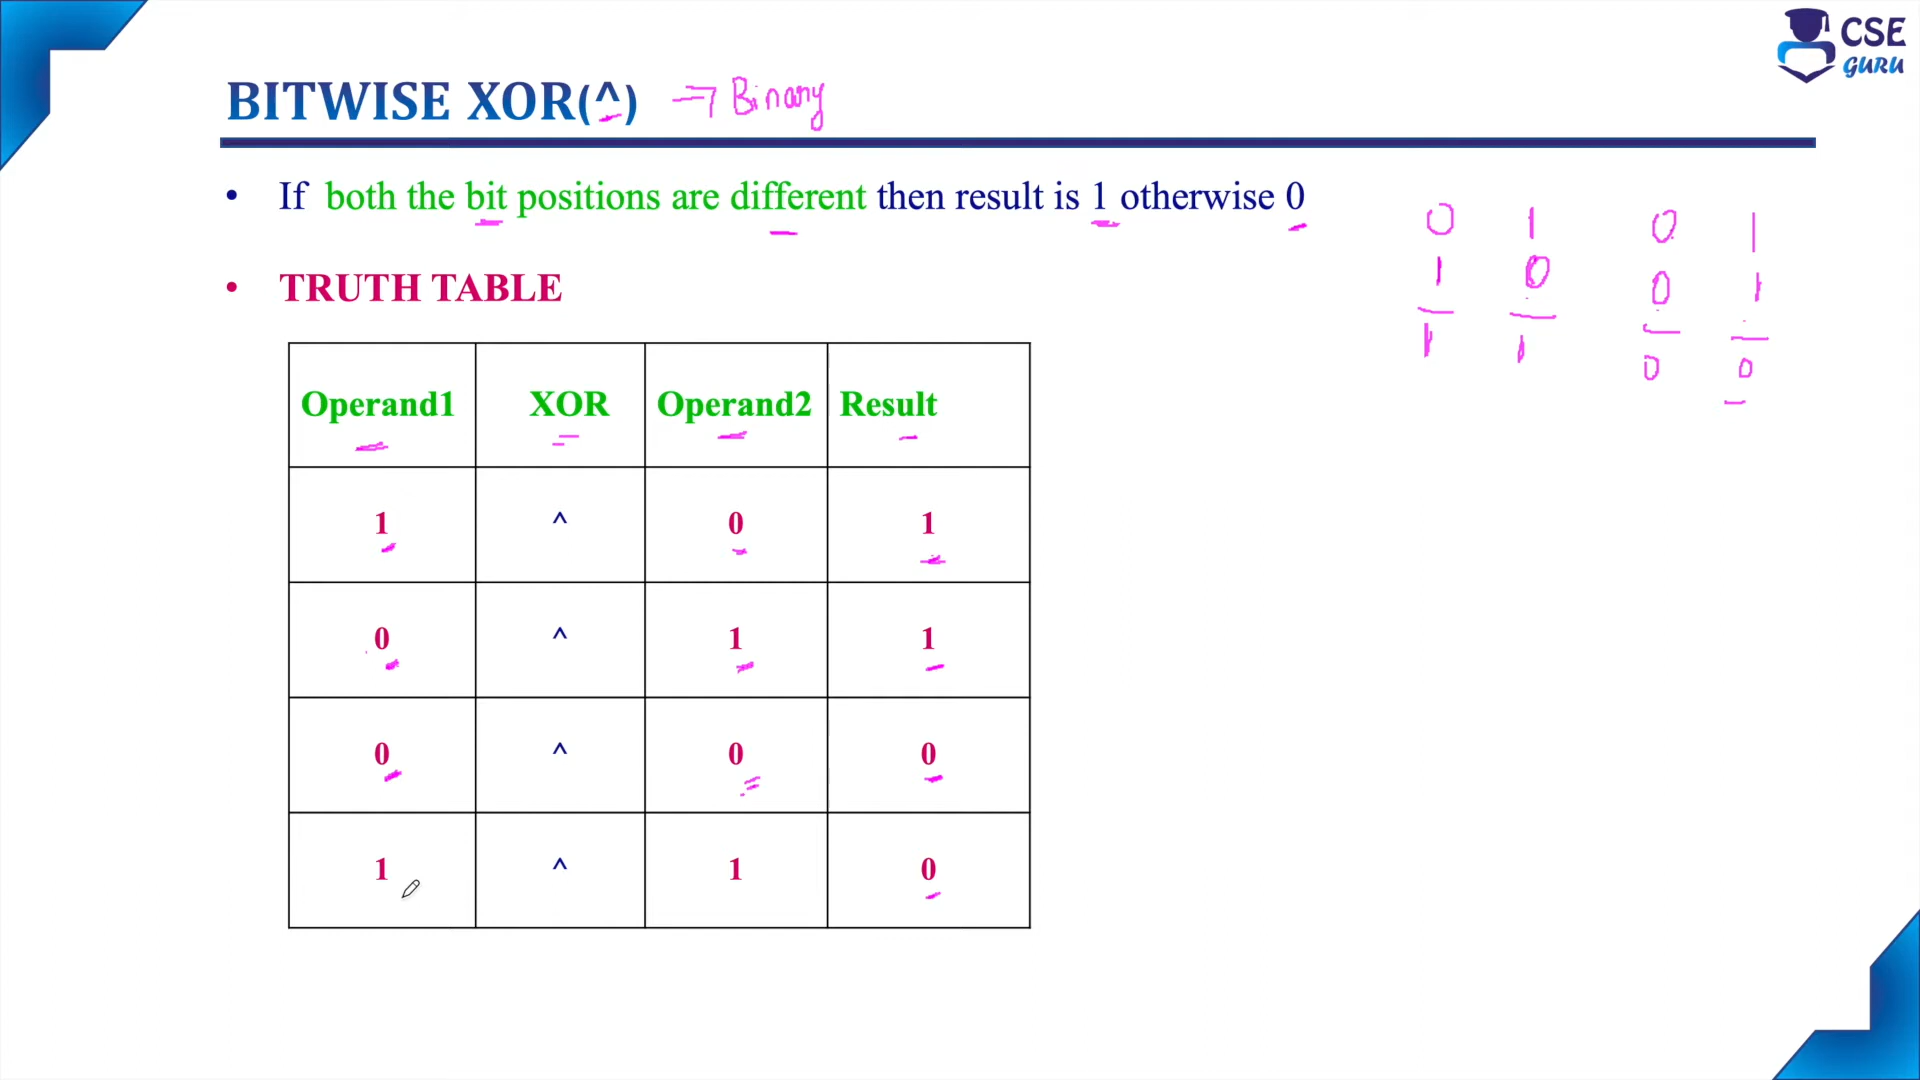 CSE
GURU
BITWISE XOR(^) → Binary
• If both the bit positions are different then result is 1 otherwise 0
• TRUTH TABLE
0 1 0 1
1 0 0 1
1 1 0 0
Operand1 XOR Operand2 Result
1 ^ 0 1
0 ^ 1 1
0 ^ 0 0
1 ^ 1 0